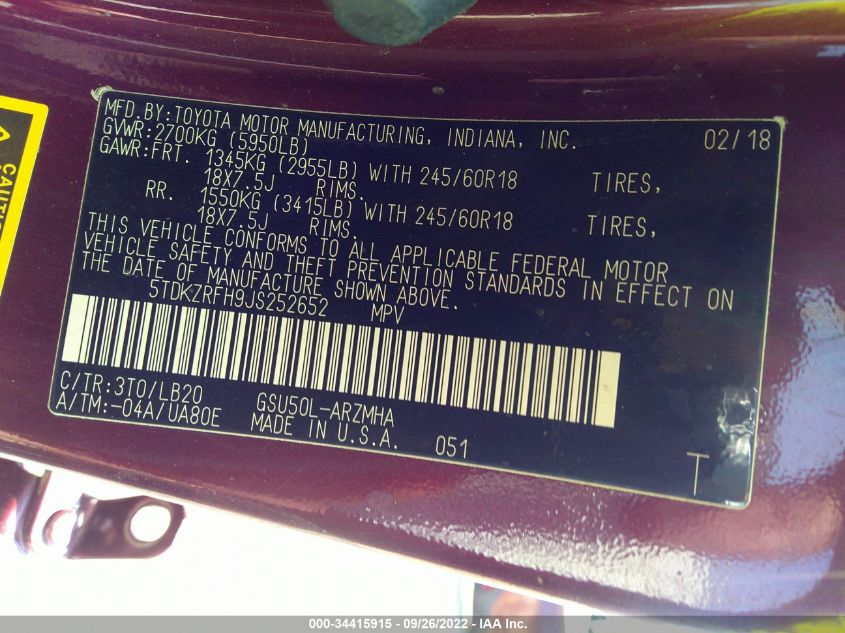 MFD.BY:TOYOTA MOTOR MANUFACTURING, INDIANA, INC. 02/18
GVWR:2700KG (5950LB)
GAWR:FRT. 1345KG (2955LB) WITH 245/60R18 TIRES,
18X7.5J RIMS.
RR. 1550KG (3415LB) WITH 245/60R18 TIRES,
18X7.5J RIMS.
THIS VEHICLE CONFORMS TO ALL APPLICABLE FEDERAL MOTOR
VEHICLE SAFETY AND THEFT PREVENTION STANDARDS IN EFFECT ON
THE DATE OF MANUFACTURE SHOWN ABOVE.
5TDKZRFH9JS252652 MPV
C/TR:3T0/LB20 GSU50L-ARZMHA
A/TM:-04A/UA80E MADE IN U.S.A. 051
T
000-34415915 - 09/26/2022 - IAA Inc.